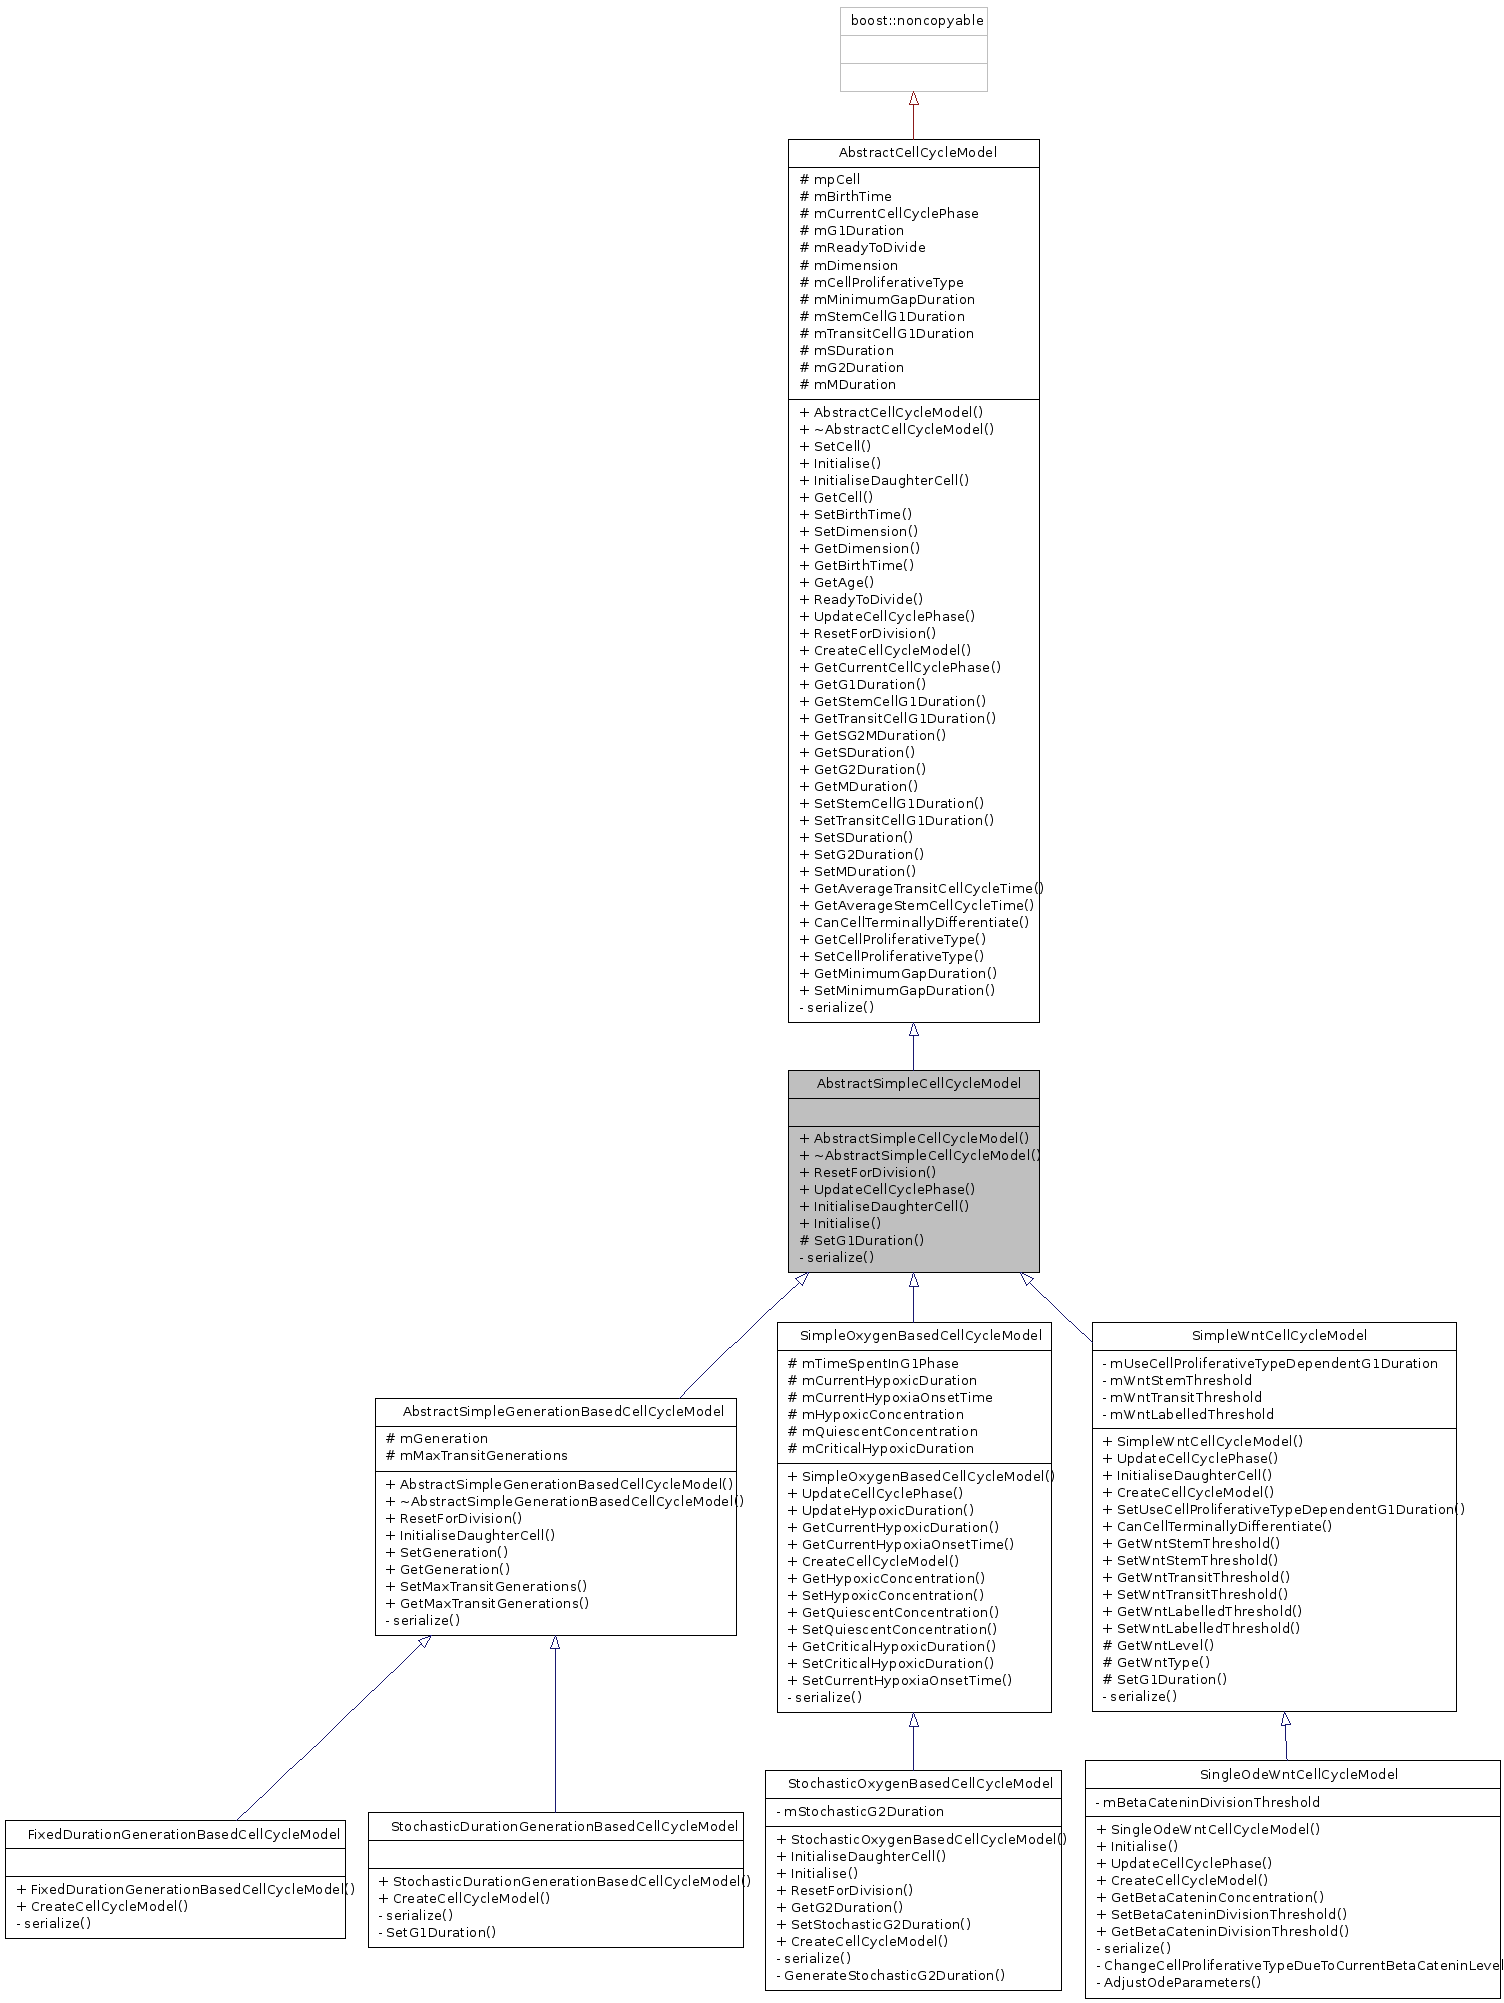 boost::noncopyable
AbstractCellCycleModel
# mpCell
# mBirthTime
# mCurrentCellCyclePhase
# mG1Duration
# mReadyToDivide
# mDimension
# mCellProliferativeType
# mMinimumGapDuration
# mStemCellG1Duration
# mTransitCellG1Duration
# mSDuration
# mG2Duration
# mMDuration
+ AbstractCellCycleModel()
+ ~AbstractCellCycleModel()
+ SetCell()
+ Initialise()
+ InitialiseDaughterCell()
+ GetCell()
+ SetBirthTime()
+ SetDimension()
+ GetDimension()
+ GetBirthTime()
+ GetAge()
+ ReadyToDivide()
+ UpdateCellCyclePhase()
+ ResetForDivision()
+ CreateCellCycleModel()
+ GetCurrentCellCyclePhase()
+ GetG1Duration()
+ GetStemCellG1Duration()
+ GetTransitCellG1Duration()
+ GetSG2MDuration()
+ GetSDuration()
+ GetG2Duration()
+ GetMDuration()
+ SetStemCellG1Duration()
+ SetTransitCellG1Duration()
+ SetSDuration()
+ SetG2Duration()
+ SetMDuration()
+ GetAverageTransitCellCycleTime()
+ GetAverageStemCellCycleTime()
+ CanCellTerminallyDifferentiate()
+ GetCellProliferativeType()
+ SetCellProliferativeType()
+ GetMinimumGapDuration()
+ SetMinimumGapDuration()
- serialize()
AbstractSimpleCellCycleModel
+ AbstractSimpleCellCycleModel()
+ ~AbstractSimpleCellCycleModel()
+ ResetForDivision()
+ UpdateCellCyclePhase()
+ InitialiseDaughterCell()
+ Initialise()
# SetG1Duration()
- serialize()
AbstractSimpleGenerationBasedCellCycleModel
# mGeneration
# mMaxTransitGenerations
+ AbstractSimpleGenerationBasedCellCycleModel()
+ ~AbstractSimpleGenerationBasedCellCycleModel()
+ ResetForDivision()
+ InitialiseDaughterCell()
+ SetGeneration()
+ GetGeneration()
+ SetMaxTransitGenerations()
+ GetMaxTransitGenerations()
- serialize()
SimpleOxygenBasedCellCycleModel
# mTimeSpentInG1Phase
# mCurrentHypoxicDuration
# mCurrentHypoxiaOnsetTime
# mHypoxicConcentration
# mQuiescentConcentration
# mCriticalHypoxicDuration
+ SimpleOxygenBasedCellCycleModel()
+ UpdateCellCyclePhase()
+ UpdateHypoxicDuration()
+ GetCurrentHypoxicDuration()
+ GetCurrentHypoxiaOnsetTime()
+ CreateCellCycleModel()
+ GetHypoxicConcentration()
+ SetHypoxicConcentration()
+ GetQuiescentConcentration()
+ SetQuiescentConcentration()
+ GetCriticalHypoxicDuration()
+ SetCriticalHypoxicDuration()
+ SetCurrentHypoxiaOnsetTime()
- serialize()
SimpleWntCellCycleModel
- mUseCellProliferativeTypeDependentG1Duration
- mWntStemThreshold
- mWntTransitThreshold
- mWntLabelledThreshold
+ SimpleWntCellCycleModel()
+ UpdateCellCyclePhase()
+ InitialiseDaughterCell()
+ CreateCellCycleModel()
+ SetUseCellProliferativeTypeDependentG1Duration()
+ CanCellTerminallyDifferentiate()
+ GetWntStemThreshold()
+ SetWntStemThreshold()
+ GetWntTransitThreshold()
+ SetWntTransitThreshold()
+ GetWntLabelledThreshold()
+ SetWntLabelledThreshold()
# GetWntLevel()
# GetWntType()
# SetG1Duration()
- serialize()
FixedDurationGenerationBasedCellCycleModel
+ FixedDurationGenerationBasedCellCycleModel()
+ CreateCellCycleModel()
- serialize()
StochasticDurationGenerationBasedCellCycleModel
+ StochasticDurationGenerationBasedCellCycleModel()
+ CreateCellCycleModel()
- serialize()
- SetG1Duration()
StochasticOxygenBasedCellCycleModel
- mStochasticG2Duration
+ StochasticOxygenBasedCellCycleModel()
+ InitialiseDaughterCell()
+ Initialise()
+ ResetForDivision()
+ GetG2Duration()
+ SetStochasticG2Duration()
+ CreateCellCycleModel()
- serialize()
- GenerateStochasticG2Duration()
SingleOdeWntCellCycleModel
- mBetaCateninDivisionThreshold
+ SingleOdeWntCellCycleModel()
+ Initialise()
+ UpdateCellCyclePhase()
+ CreateCellCycleModel()
+ GetBetaCateninConcentration()
+ SetBetaCateninDivisionThreshold()
+ GetBetaCateninDivisionThreshold()
- serialize()
- ChangeCellProliferativeTypeDueToCurrentBetaCateninLevel
- AdjustOdeParameters()